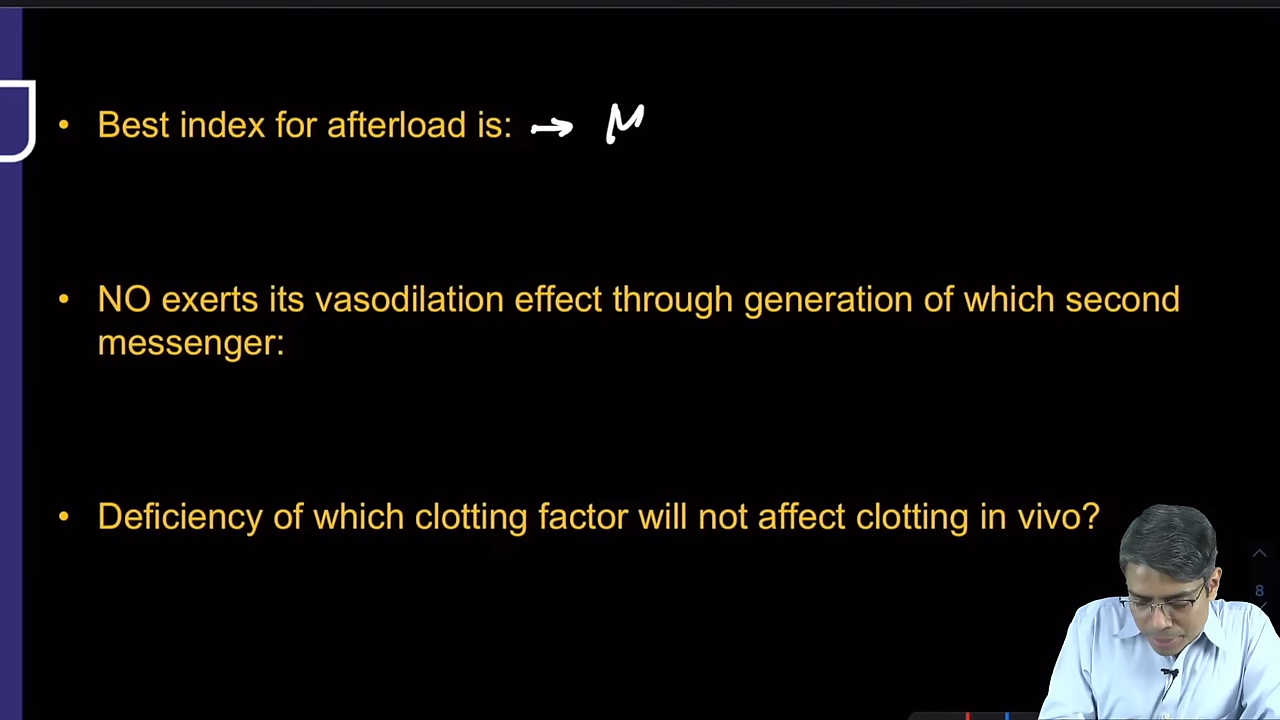 • Best index for afterload is: → M
• NO exerts its vasodilation effect through generation of which second
messenger:
• Deficiency of which clotting factor will not affect clotting in vivo?
8